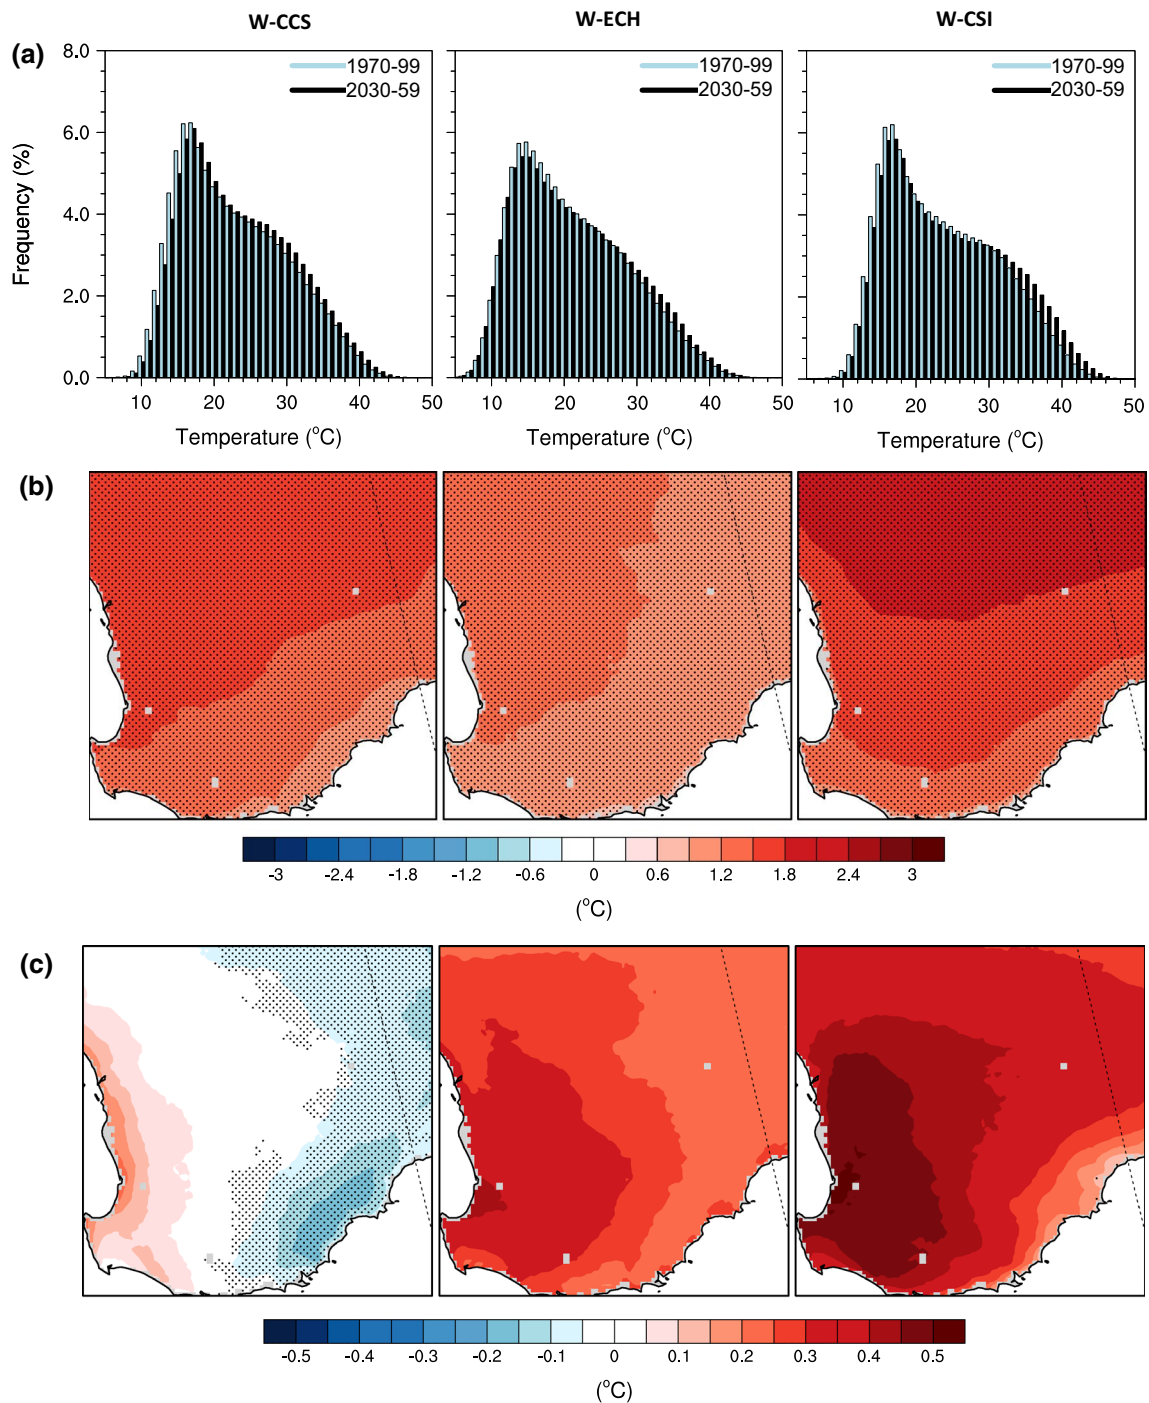 W-CCS W-ECH W-CSI
(a)
8.0
6.0
4.0
2.0
0.0
Frequency (%)
1970-99
2030-59
1970-99
2030-59
1970-99
2030-59
10 20 30 40 50
10 20 30 40 50
10 20 30 40 50
Temperature (°C)
Temperature (°C)
Temperature (°C)
(b)
-3 -2.4 -1.8 -1.2 -0.6 0 0.6 1.2 1.8 2.4 3
(°C)
(c)
-0.5 -0.4 -0.3 -0.2 -0.1 0 0.1 0.2 0.3 0.4 0.5
(°C)